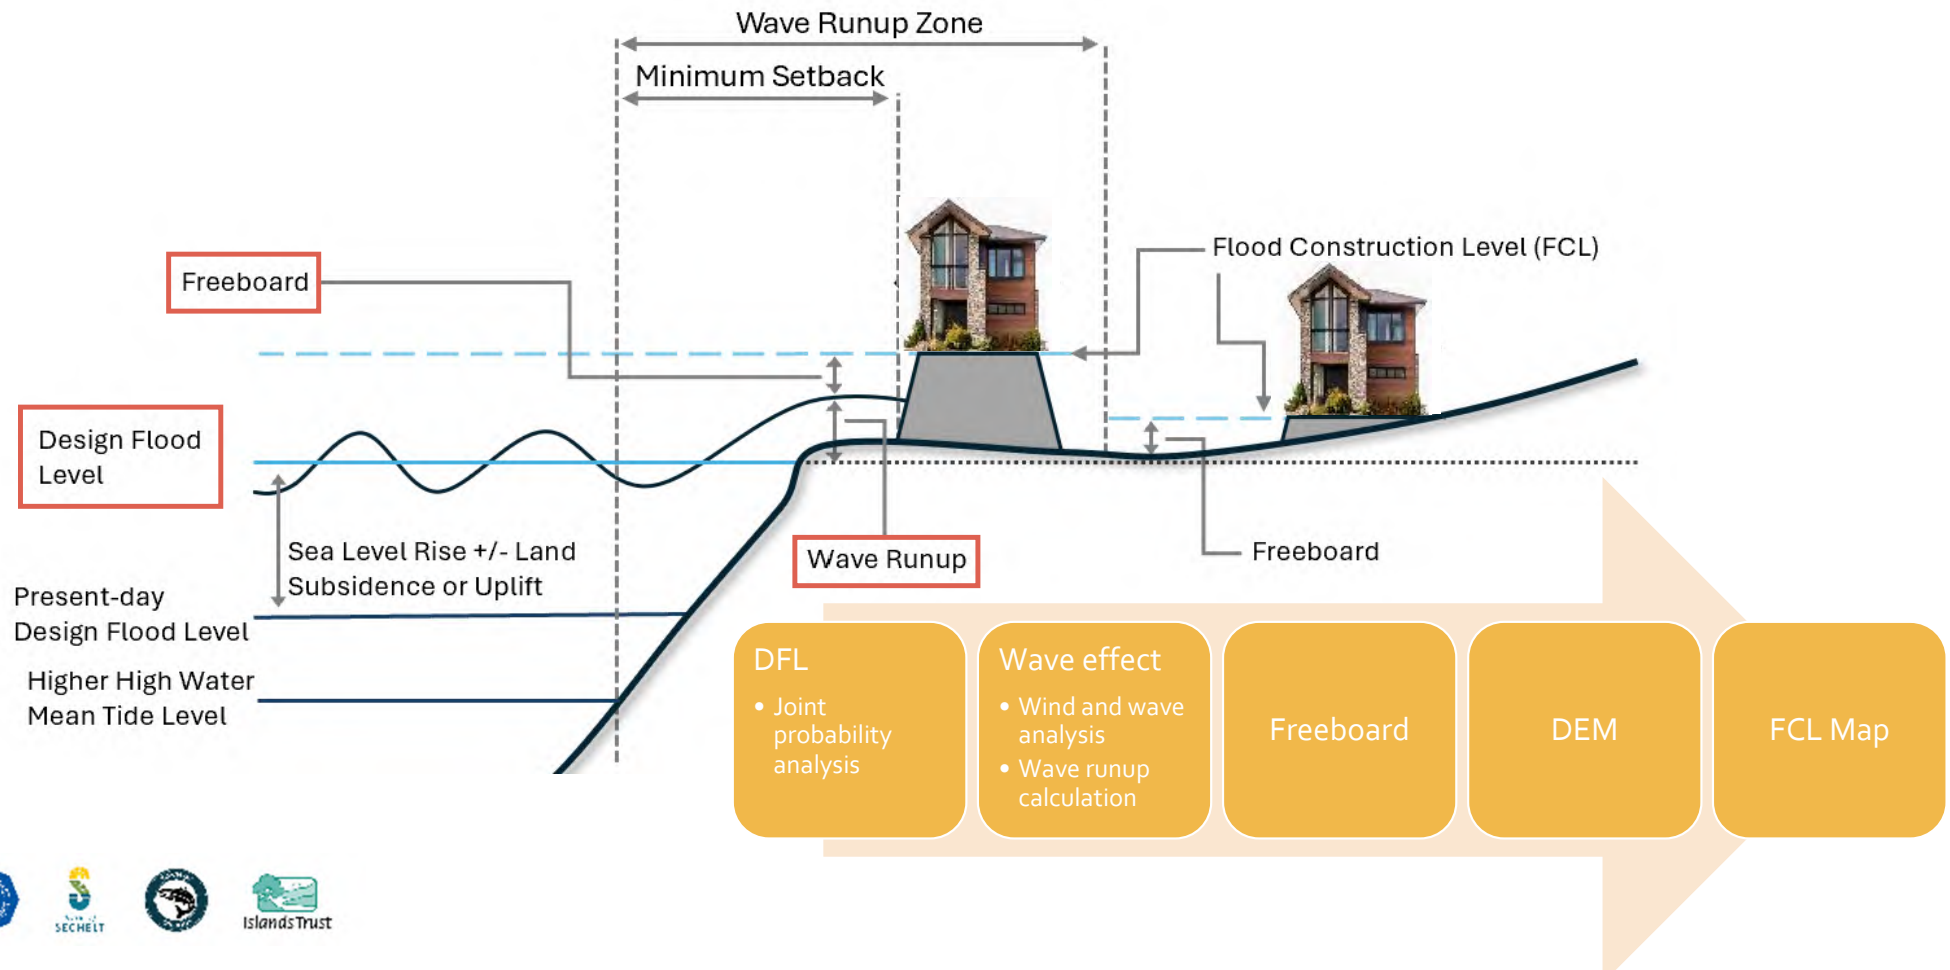 Wave Runup Zone
Minimum Setback
Flood Construction Level (FCL)
Freeboard
Design Flood
Level
Sea Level Rise +/- Land
Subsidence or Uplift
Wave Runup
Freeboard
Present-day
Design Flood Level
Higher High Water
Mean Tide Level
DFL
• Joint
probability
analysis
Wave effect
• Wind and wave
analysis
• Wave runup
calculation
Freeboard
DEM
FCL Map
SECHELT
Islands Trust